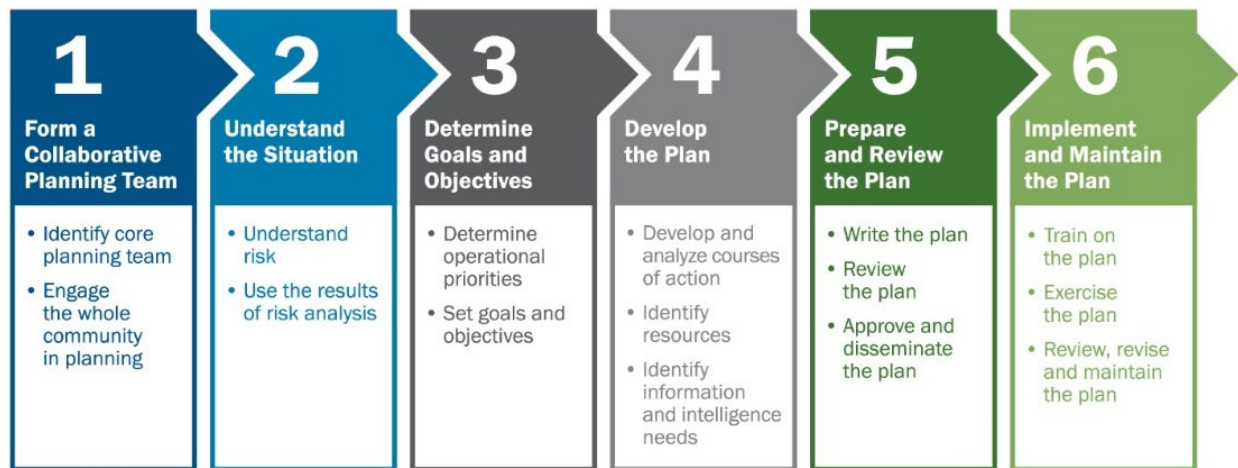 1
Form a
Collaborative
Planning Team
• Identify core
planning team
• Engage
the whole
community
in planning
2
Understand
the Situation
• Understand
risk
• Use the results
of risk analysis
3
Determine
Goals and
Objectives
• Determine
operational
priorities
• Set goals and
objectives
4
Develop
the Plan
• Develop and
analyze courses
of action
• Identify
resources
• Identify
information
and intelligence
needs
5
Prepare
and Review
the Plan
• Write the plan
• Review
the plan
• Approve and
disseminate
the plan
6
Implement
and Maintain
the Plan
• Train on
the plan
• Exercise
the plan
• Review, revise
and maintain
the plan